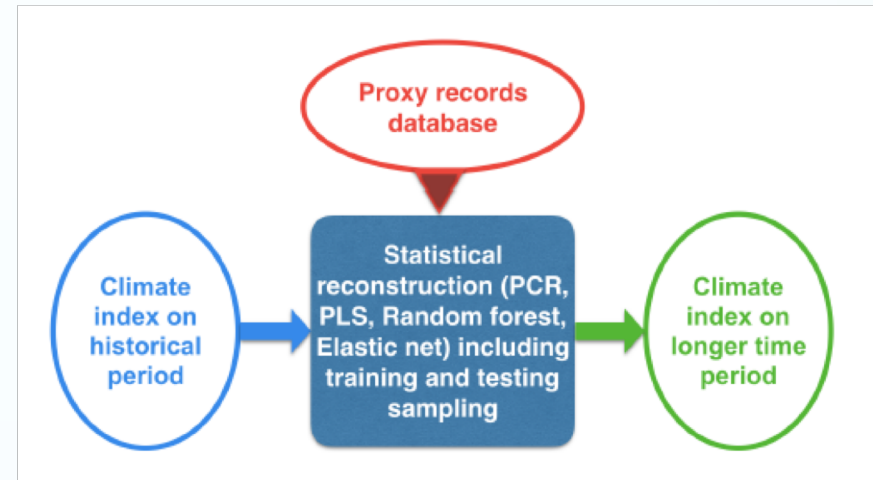 Proxy records
database
Climate
index on
historical
period
Statistical
reconstruction (PCR,
PLS, Random forest,
Elastic net) including
training and testing
sampling
Climate
index on
longer time
period